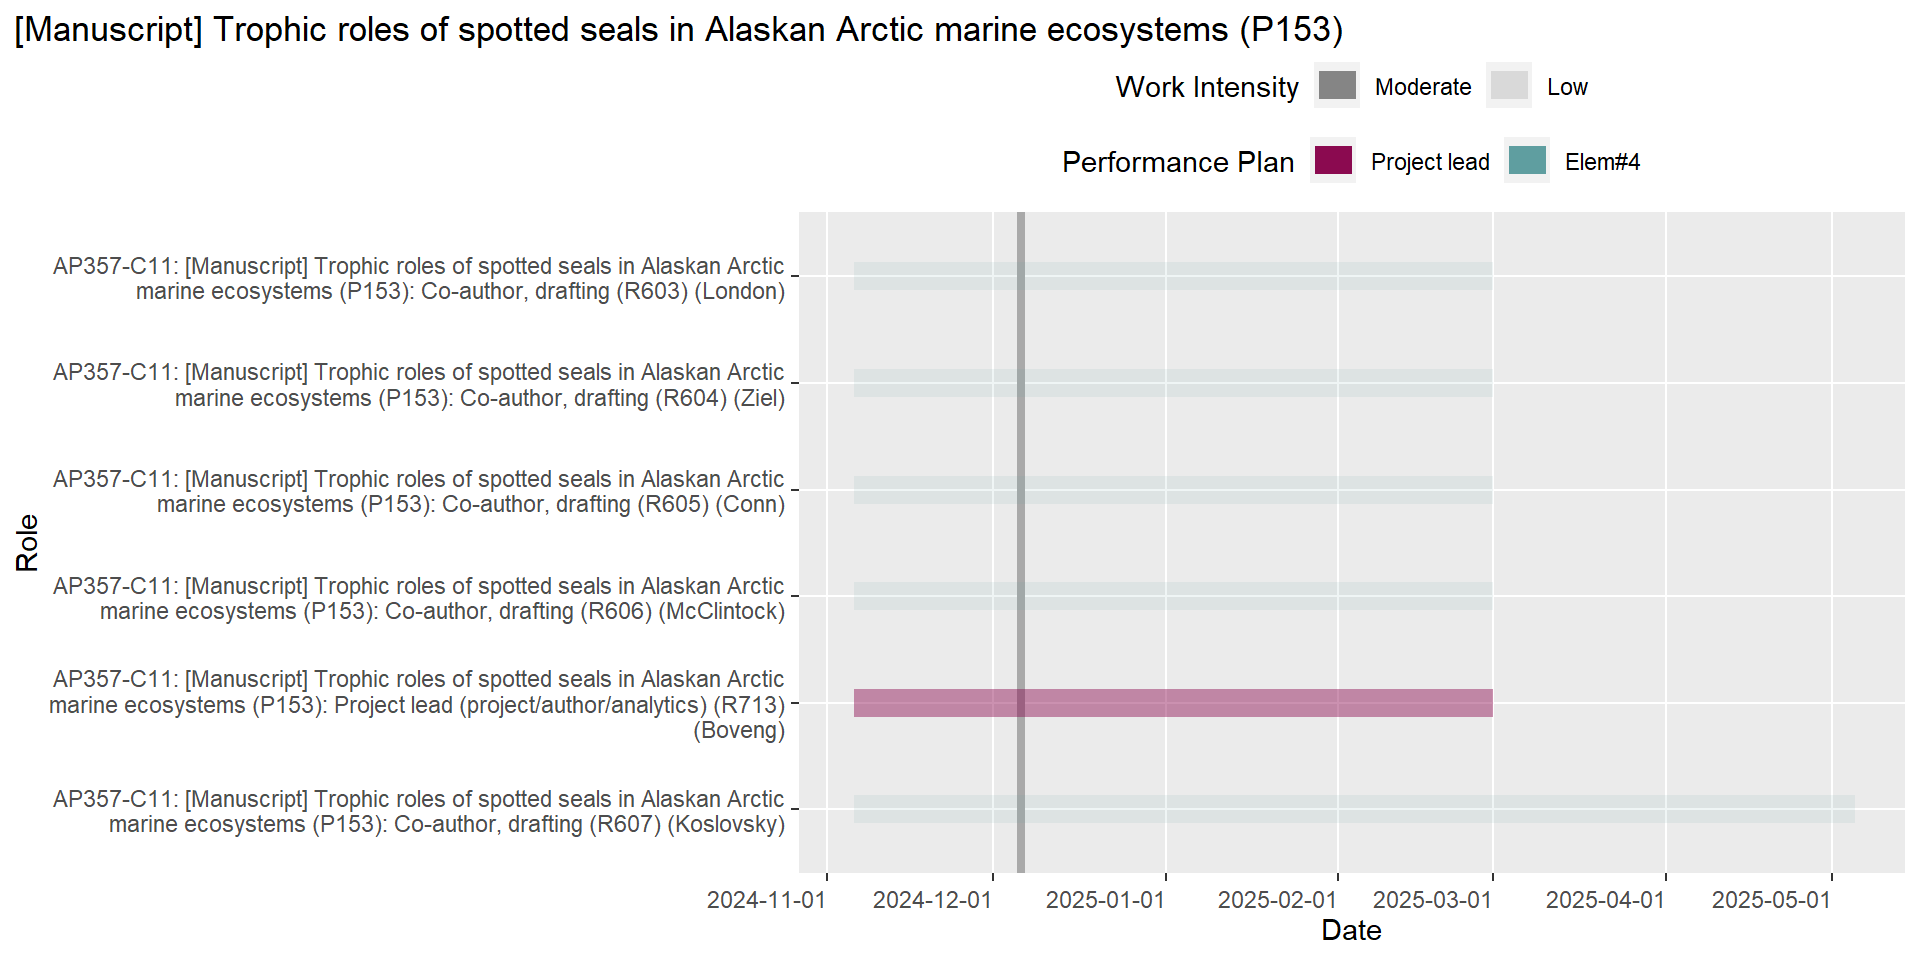 [Manuscript] Trophic roles of spotted seals in Alaskan Arctic marine ecosystems (P153)
Work Intensity Moderate Low
Performance Plan Project lead Elem#4
AP357-C11: [Manuscript] Trophic roles of spotted seals in Alaskan Arctic
marine ecosystems (P153): Co-author, drafting (R603) (London)
AP357-C11: [Manuscript] Trophic roles of spotted seals in Alaskan Arctic
marine ecosystems (P153): Co-author, drafting (R604) (Ziel)
AP357-C11: [Manuscript] Trophic roles of spotted seals in Alaskan Arctic
marine ecosystems (P153): Co-author, drafting (R605) (Conn)
AP357-C11: [Manuscript] Trophic roles of spotted seals in Alaskan Arctic
marine ecosystems (P153): Co-author, drafting (R606) (McClintock)
AP357-C11: [Manuscript] Trophic roles of spotted seals in Alaskan Arctic
marine ecosystems (P153): Project lead (project/author/analytics) (R713)
(Boveng)
AP357-C11: [Manuscript] Trophic roles of spotted seals in Alaskan Arctic
marine ecosystems (P153): Co-author, drafting (R607) (Koslovsky)
Role
2024-11-01 2024-12-01 2025-01-01 2025-02-01 2025-03-01 2025-04-01 2025-05-01
Date